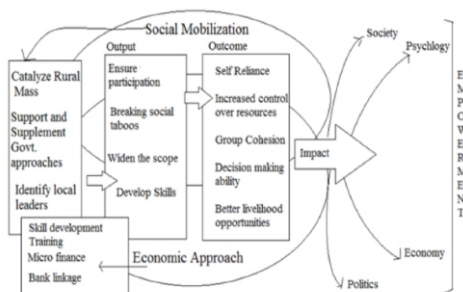 Social Mobilization
Output
Outcome
Catalyze Rural
Mass
Support and
Supplement
Govt.
approaches
Identify local
leaders
Ensure
participation
Breaking social
taboos
Widen the scope
Develop Skills
Self Reliance
Increased control
over resources
Group Cohesion
Decision making
ability
Better livelihood
opportunities
Impact
Society
Psychlogy
Economy
Politics
E
M
P
O
W
E
R
M
E
N
T
Skill development
Training
Micro finance
Bank linkage
Economic Approach